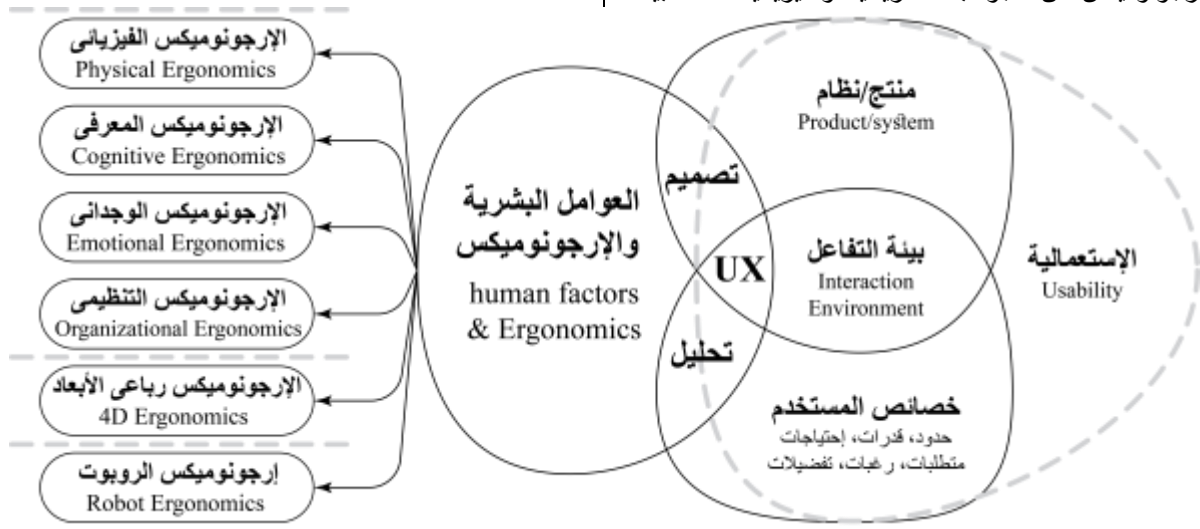 الإرجونوميكس الفيزيائى
Physical Ergonomics
الإرجونوميكس المعرفى
Cognitive Ergonomics
الإرجونوميكس الوجدانى
Emotional Ergonomics
الإرجونوميكس التنظيمى
Organizational Ergonomics
الإرجونوميكس رباعى الأبعاد
4D Ergonomics
إرجونوميكس الروبوت
Robot Ergonomics
العوامل البشرية
والإرجونوميكس
human factors
& Ergonomics
تصميم
UX
تحليل
منتج/نظام
Product/system
بيئة التفاعل
Interaction
Environment
خصائص المستخدم
حدود، قدرات، إحتياجات
متطلبات، رغبات، تفضيلات
الإستعمالية
Usability